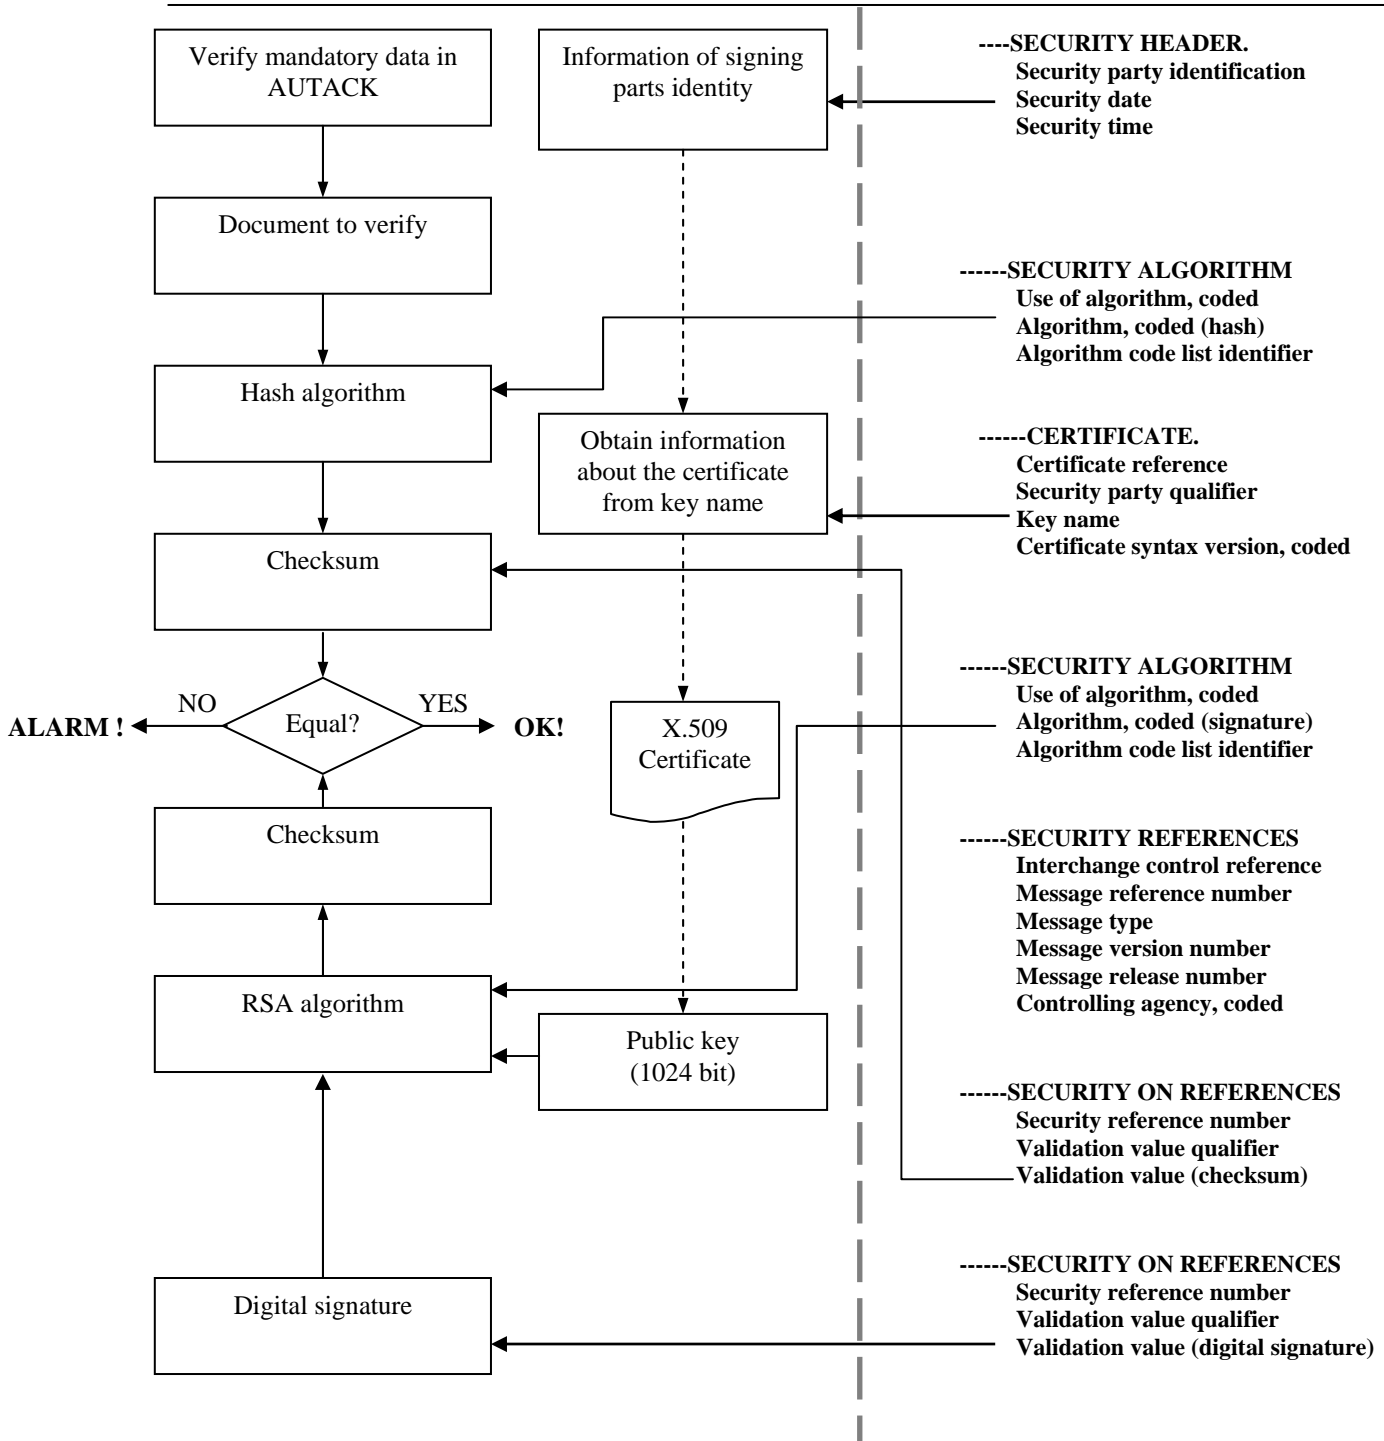 Verify mandatory data in
AUTACK
Information of signing
parts identity
----SECURITY HEADER.
Security party identification
Security date
Security time
Document to verify
------SECURITY ALGORITHM
Use of algorithm, coded
Algorithm, coded (hash)
Algorithm code list identifier
Hash algorithm
Obtain information
about the certificate
from key name
------CERTIFICATE.
Certificate reference
Security party qualifier
Key name
Certificate syntax version, coded
Checksum
------SECURITY ALGORITHM
Use of algorithm, coded
Algorithm, coded (signature)
Algorithm code list identifier
NO
YES
ALARM !
Equal?
OK!
X.509
Certificate
Checksum
------SECURITY REFERENCES
Interchange control reference
Message reference number
Message type
Message version number
Message release number
Controlling agency, coded
RSA algorithm
Public key
(1024 bit)
------SECURITY ON REFERENCES
Security reference number
Validation value qualifier
Validation value (checksum)
Digital signature
------SECURITY ON REFERENCES
Security reference number
Validation value qualifier
Validation value (digital signature)